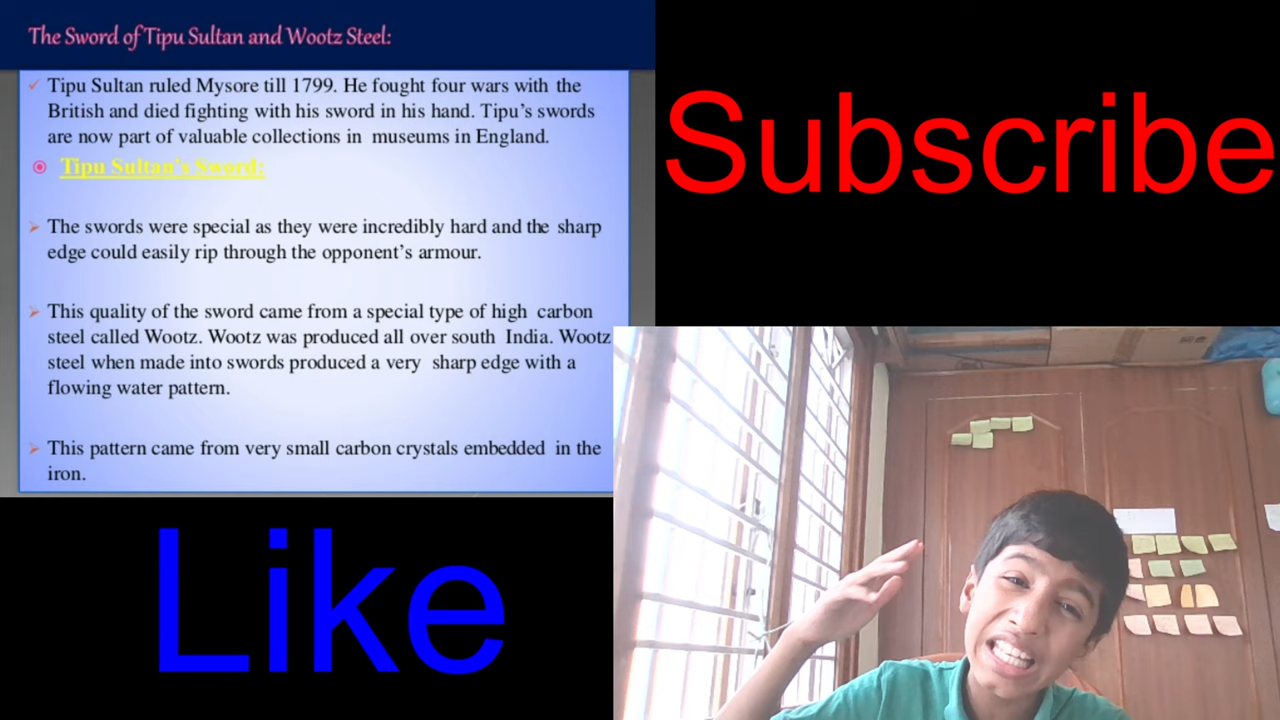 The Sword of Tipu Sultan and Wootz Steel:
Tipu Sultan ruled Mysore till 1799. He fought four wars with the
British and died fighting with his sword in his hand. Tipu's swords
are now part of valuable collections in museums in England.
Tipu Sultan's Sword:
The swords were special as they were incredibly hard and the sharp
edge could easily rip through the opponent's armour.
This quality of the sword came from a special type of high carbon
steel called Wootz. Wootz was produced all over south India. Wootz
steel when made into swords produced a very sharp edge with a
flowing water pattern.
This pattern came from very small carbon crystals embedded in the
iron.
Subscribe
Like